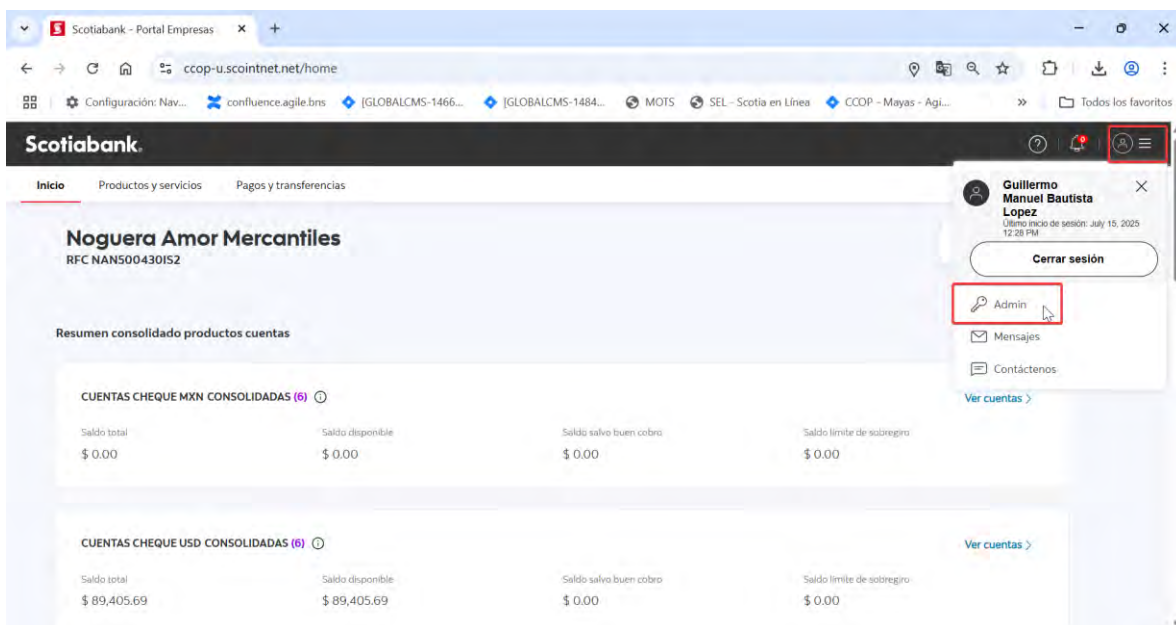 Scotiabank - Portal Empresas
ccop-u.scointnet.net/home
Configuración: Nav... confluence.agile.bns [GLOBALCMS-1466... [GLOBALCMS-1484... MOTS SEL - Scotia en Línea CCOP - Mayas - Agi... » Todos los favoritos
Scotiabank.
Inicio Productos y servicios Pagos y transferencias
Guillermo
Manuel Bautista
Lopez
Último inicio de sesión: July 15, 2025
12:28 PM
Cerrar sesión
Admin
Mensajes
Contáctenos
Noguera Amor Mercantiles
RFC NAN500430IS2
Resumen consolidado productos cuentas
CUENTAS CHEQUE MXN CONSOLIDADAS (6)
Ver cuentas >
Saldo total Saldo disponible Saldo salvo buen cobro Saldo límite de sobregiro
$ 0.00 $ 0.00 $ 0.00 $ 0.00
CUENTAS CHEQUE USD CONSOLIDADAS (6)
Ver cuentas >
Saldo total Saldo disponible Saldo salvo buen cobro Saldo límite de sobregiro
$ 89,405.69 $ 89,405.69 $ 0.00 $ 0.00